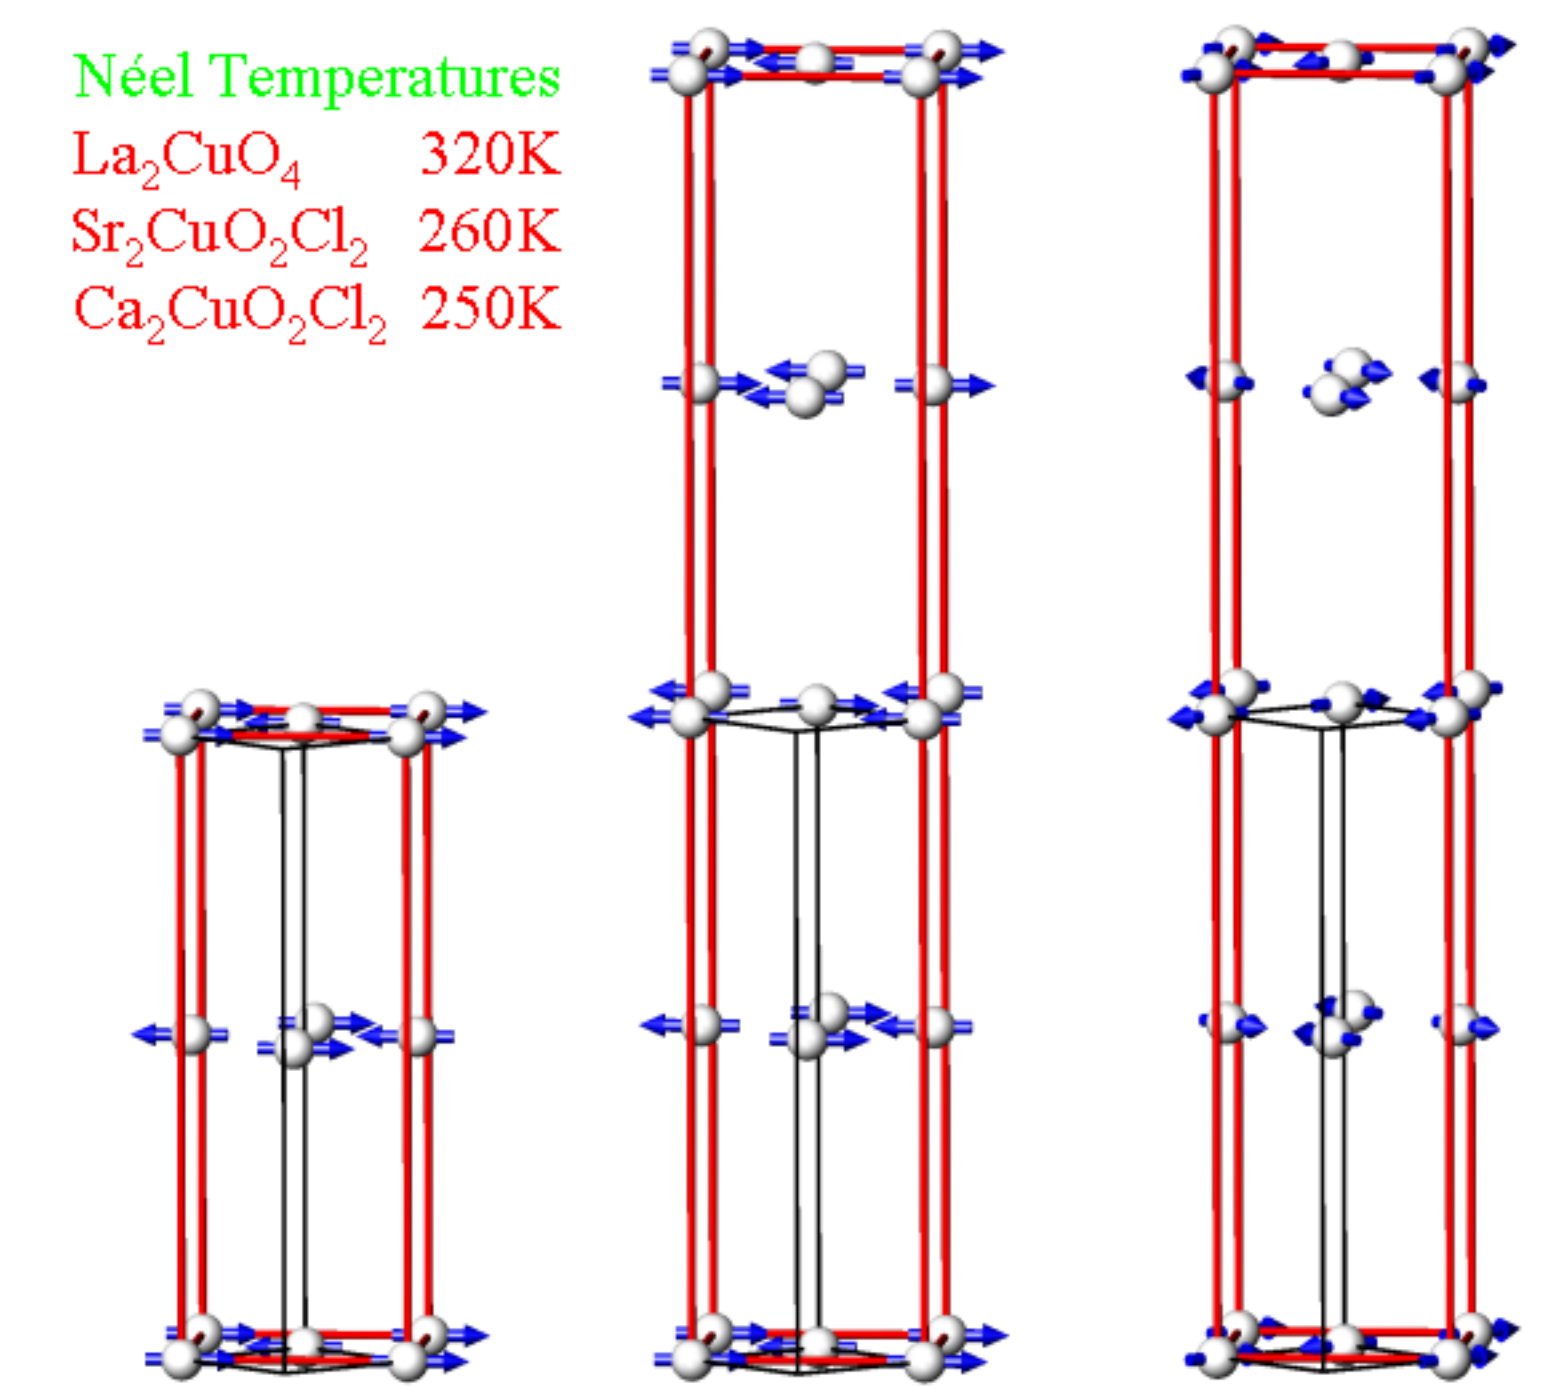 Néel Temperatures
La₂CuO₄ 320K
Sr₂CuO₂Cl₂ 260K
Ca₂CuO₂Cl₂ 250K